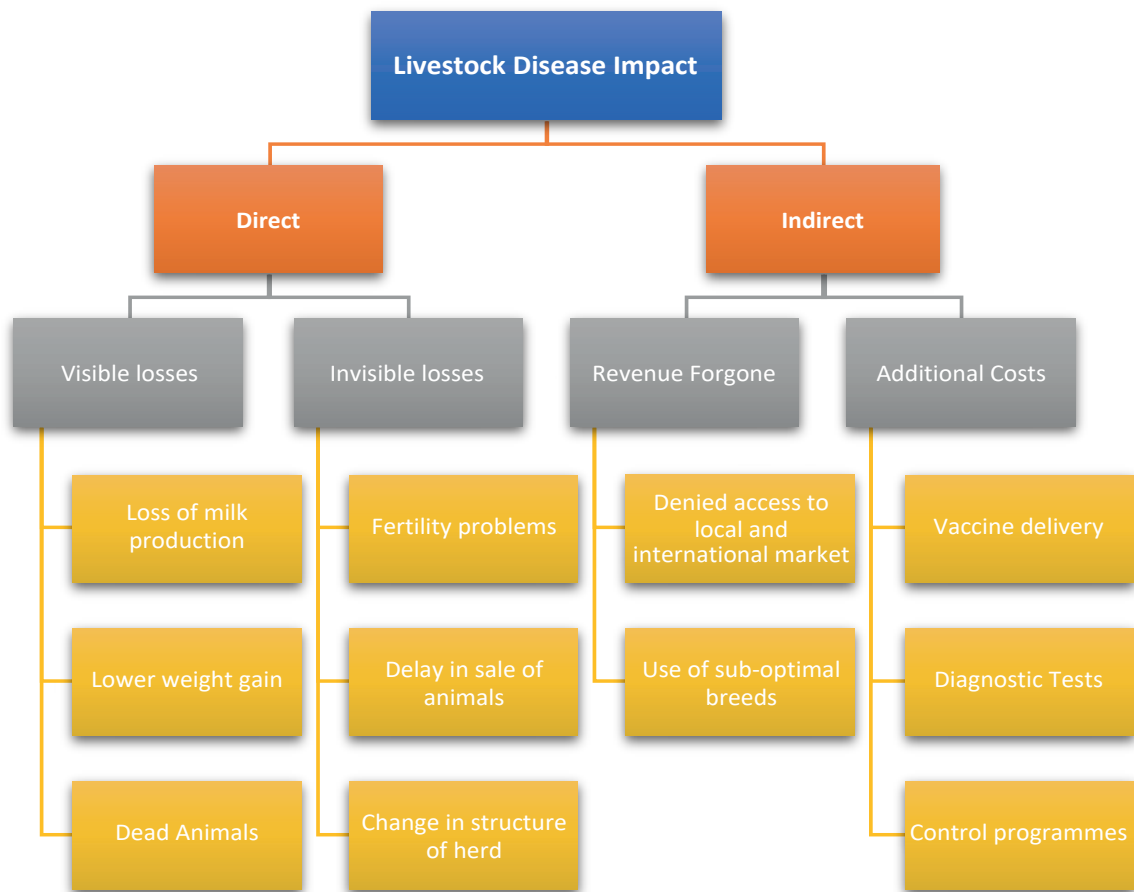 Livestock Disease Impact
Direct
Indirect
Visible losses
Invisible losses
Revenue Forgone
Additional Costs
Loss of milk
production
Fertility problems
Denied access to
local and
international market
Vaccine delivery
Lower weight gain
Delay in sale of
animals
Use of sub-optimal
breeds
Diagnostic Tests
Dead Animals
Change in structure
of herd
Control programmes